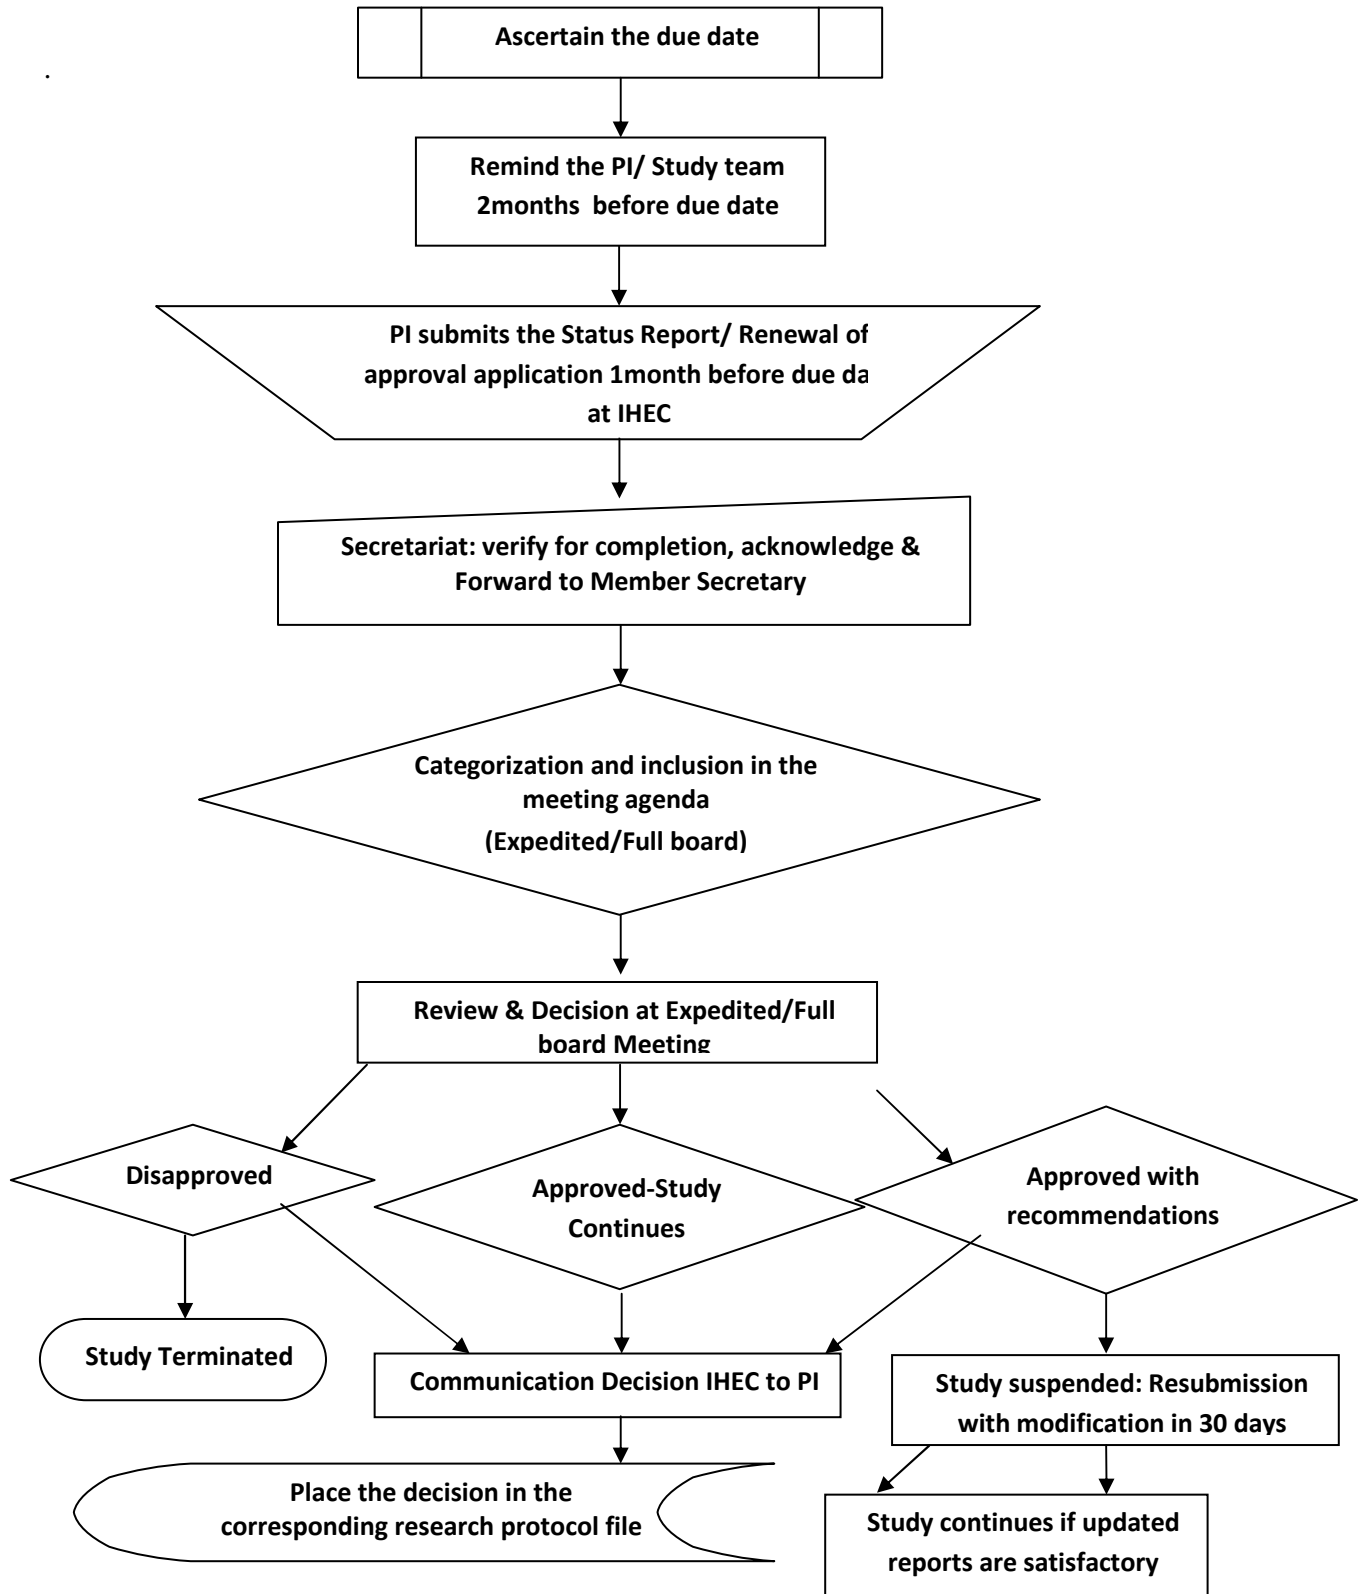 Ascertain the due date
Remind the PI/ Study team
2months before due date
PI submits the Status Report/ Renewal of
approval application 1month before due da
at IHEC
Secretariat: verify for completion, acknowledge &
Forward to Member Secretary
Categorization and inclusion in the
meeting agenda
(Expedited/Full board)
Review & Decision at Expedited/Full
board Meeting
Disapproved
Approved-Study
Continues
Approved with
recommendations
Study Terminated
Communication Decision IHEC to PI
Study suspended: Resubmission
with modification in 30 days
Place the decision in the
corresponding research protocol file
Study continues if updated
reports are satisfactory